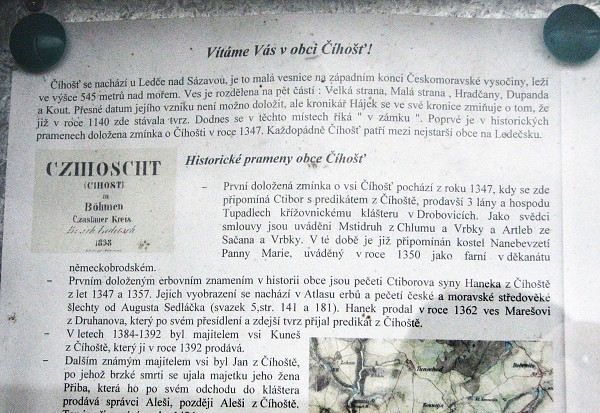 Vítáme Vás v obci Číhošť!
Číhošť se nachází u Ledče nad Sázavou, je to malá vesnice na západním konci Českomoravské vysočiny, leží
ve výšce 545 metrů nad mořem. Ves je rozdělena na pět částí : Velká strana, Malá strana , Hradčany, Dupanda
a Kout. Přesné datum jejího vzniku není možno doložit, ale kronikář Hájek se ve své kronice zmiňuje o tom, že
již v roce 1140 zde stávala tvrz. Dodnes se v těchto místech říká " v zámku ". Poprvé je v historických
pramenech doložena zmínka o Číhošti v roce 1347. Každopádně Číhošť patří mezi nejstarší obce na Ledečsku.
CZIHOSCHT
(CIHOST)
in
Böhmen
Czaslauer Kreis
Bezirk Ledetsch
1838
Historické prameny obce Číhošť
- První doložená zmínka o vsi Číhošť pochází z roku 1347, kdy se zde
připomíná Ctibor s predikátem z Číhoště, prodavší 3 lány a hospodu
Tupadlech křížovnickému klášteru v Drobovicích. Jako svědci
smlouvy jsou uváděni Mstidruh z Chlumu a Vrbky a Artleb ze
Sačana a Vrbky. V té době je již připomínán kostel Nanebevzetí
Panny Marie, uváděný v roce 1350 jako farní v děkanátu
německobrodském.
- Prvním doloženým erbovním znamením v historii obce jsou pečeti Ctiborova syny Haneka z Číhoště
z let 1347 a 1357. Jejich vyobrazení se nachází v Atlasu erbů a pečetí české a moravské středověké
šlechty od Augusta Sedláčka (svazek 5,str. 141 a 181). Hanek prodal v roce 1362 ves Marešovi
z Druhanova, který po svém přesídlení a zdejší tvrz přijal predikát z Číhoště.
- V letech 1384-1392 byl majitelem vsi Kuneš
z Číhoště, který ji v roce 1392 prodává.
- Dalším známým majitelem vsi byl Jan z Číhoště,
po jehož brzké smrti se ujala majetku jeho žena
Přiba, která ho po svém odchodu do kláštera
prodává správci Aleši, později Aleši z Číhoště.